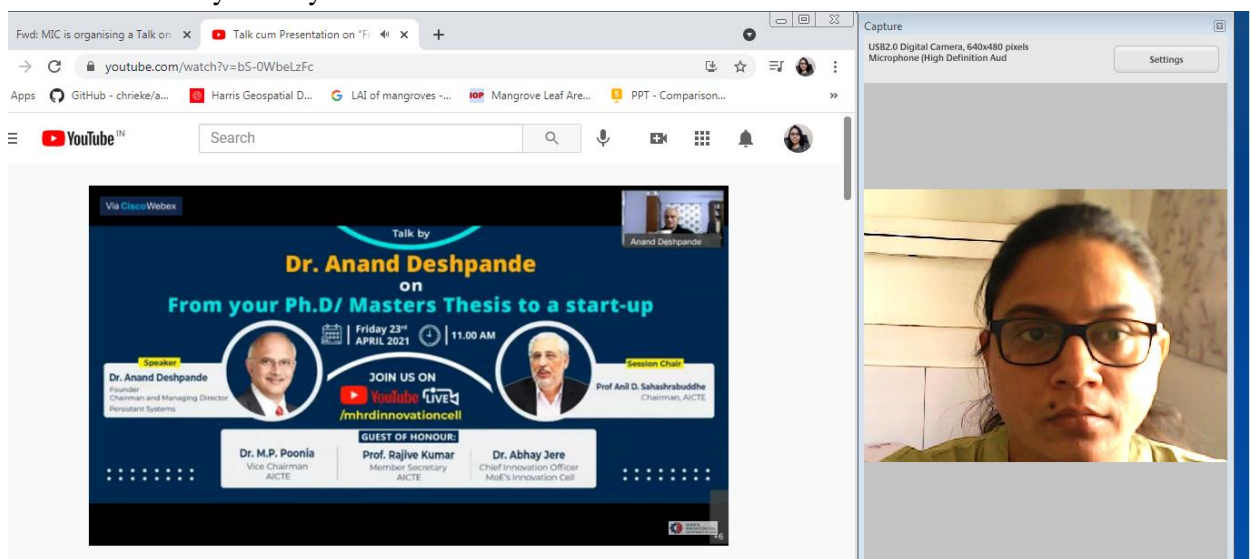 Fwd: MIC is organising a Talk on
Talk cum Presentation on "Fr
youtube.com/watch?v=bS-0WbeLzFc
Apps
GitHub - chrieke/a...
Harris Geospatial D...
LAI of mangroves -...
IOP
Mangrove Leaf Are...
PPT - Comparison...
»
YouTube IN
Search
Via Cisco Webex
Anand Deshpande
Talk by
Dr. Anand Deshpande
on
From your Ph.D/ Masters Thesis to a start-up
Friday 23rd
APRIL 2021
11.00 AM
Speaker
Dr. Anand Deshpande
Founder
Chairman and Managing Director
Persistant Systems
JOIN US ON
YouTube LIVE
/mhrdinnovationcell
Session Chair
Prof Anil D. Sahashrabuddhe
Chairman, AICTE
GUEST OF HONOUR:
Dr. M.P. Poonia
Vice Chairman
AICTE
Prof. Rajive Kumar
Member Secretary
AICTE
Dr. Abhay Jere
Chief Innovation Officer
MoE's Innovation Cell
+6
Capture
USB2.0 Digital Camera, 640x480 pixels
Microphone (High Definition Aud
Settings